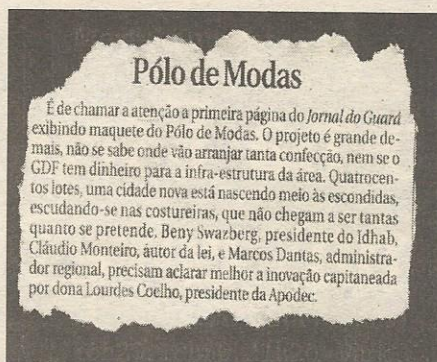 Pólo de Modas
É de chamar a atenção a primeira página do Jornal do Guará
exibindo maquete do Pólo de Modas. O projeto é grande de-
mais, não se sabe onde vão arranjar tanta confecção, nem se o
GDF tem dinheiro para a infra-estrutura da área. Quatrocen-
tos lotes, uma cidade nova está nascendo meio às escondidas,
escudando-se nas costureiras, que não chegam a ser tantas
quanto se pretende. Beny Swazberg, presidente do Idhab,
Cláudio Monteiro, autor da lei, e Marcos Dantas, administra-
dor regional, precisam aclarar melhor a inovação capitaneada
por dona Lourdes Coelho, presidente da Apodec.